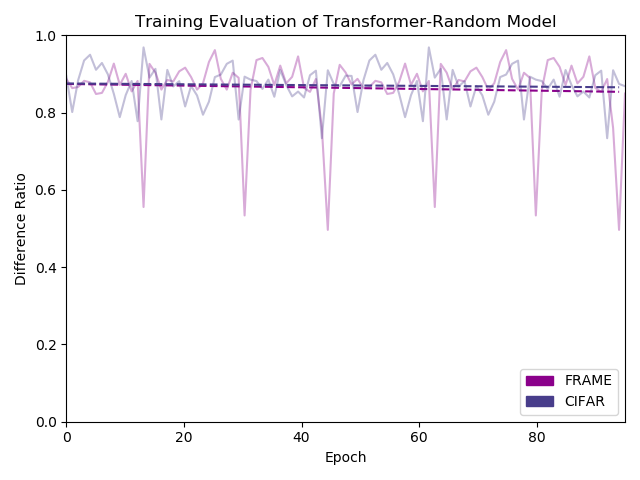 Training Evaluation of Transformer-Random Model
1.0
0.8
0.6
0.4
0.2
0.0
Difference Ratio
0 20 40 60 80
Epoch
FRAME
CIFAR